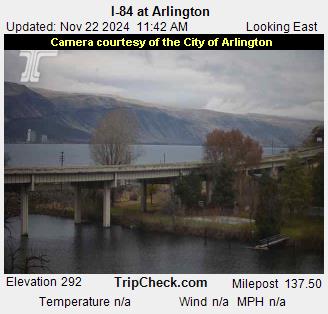 I-84 at Arlington
Updated: Nov 22 2024 11:42 AM Looking East
Camera courtesy of the City of Arlington
Elevation 292 TripCheck.com Milepost 137.50
Temperature n/a Wind n/a MPH n/a